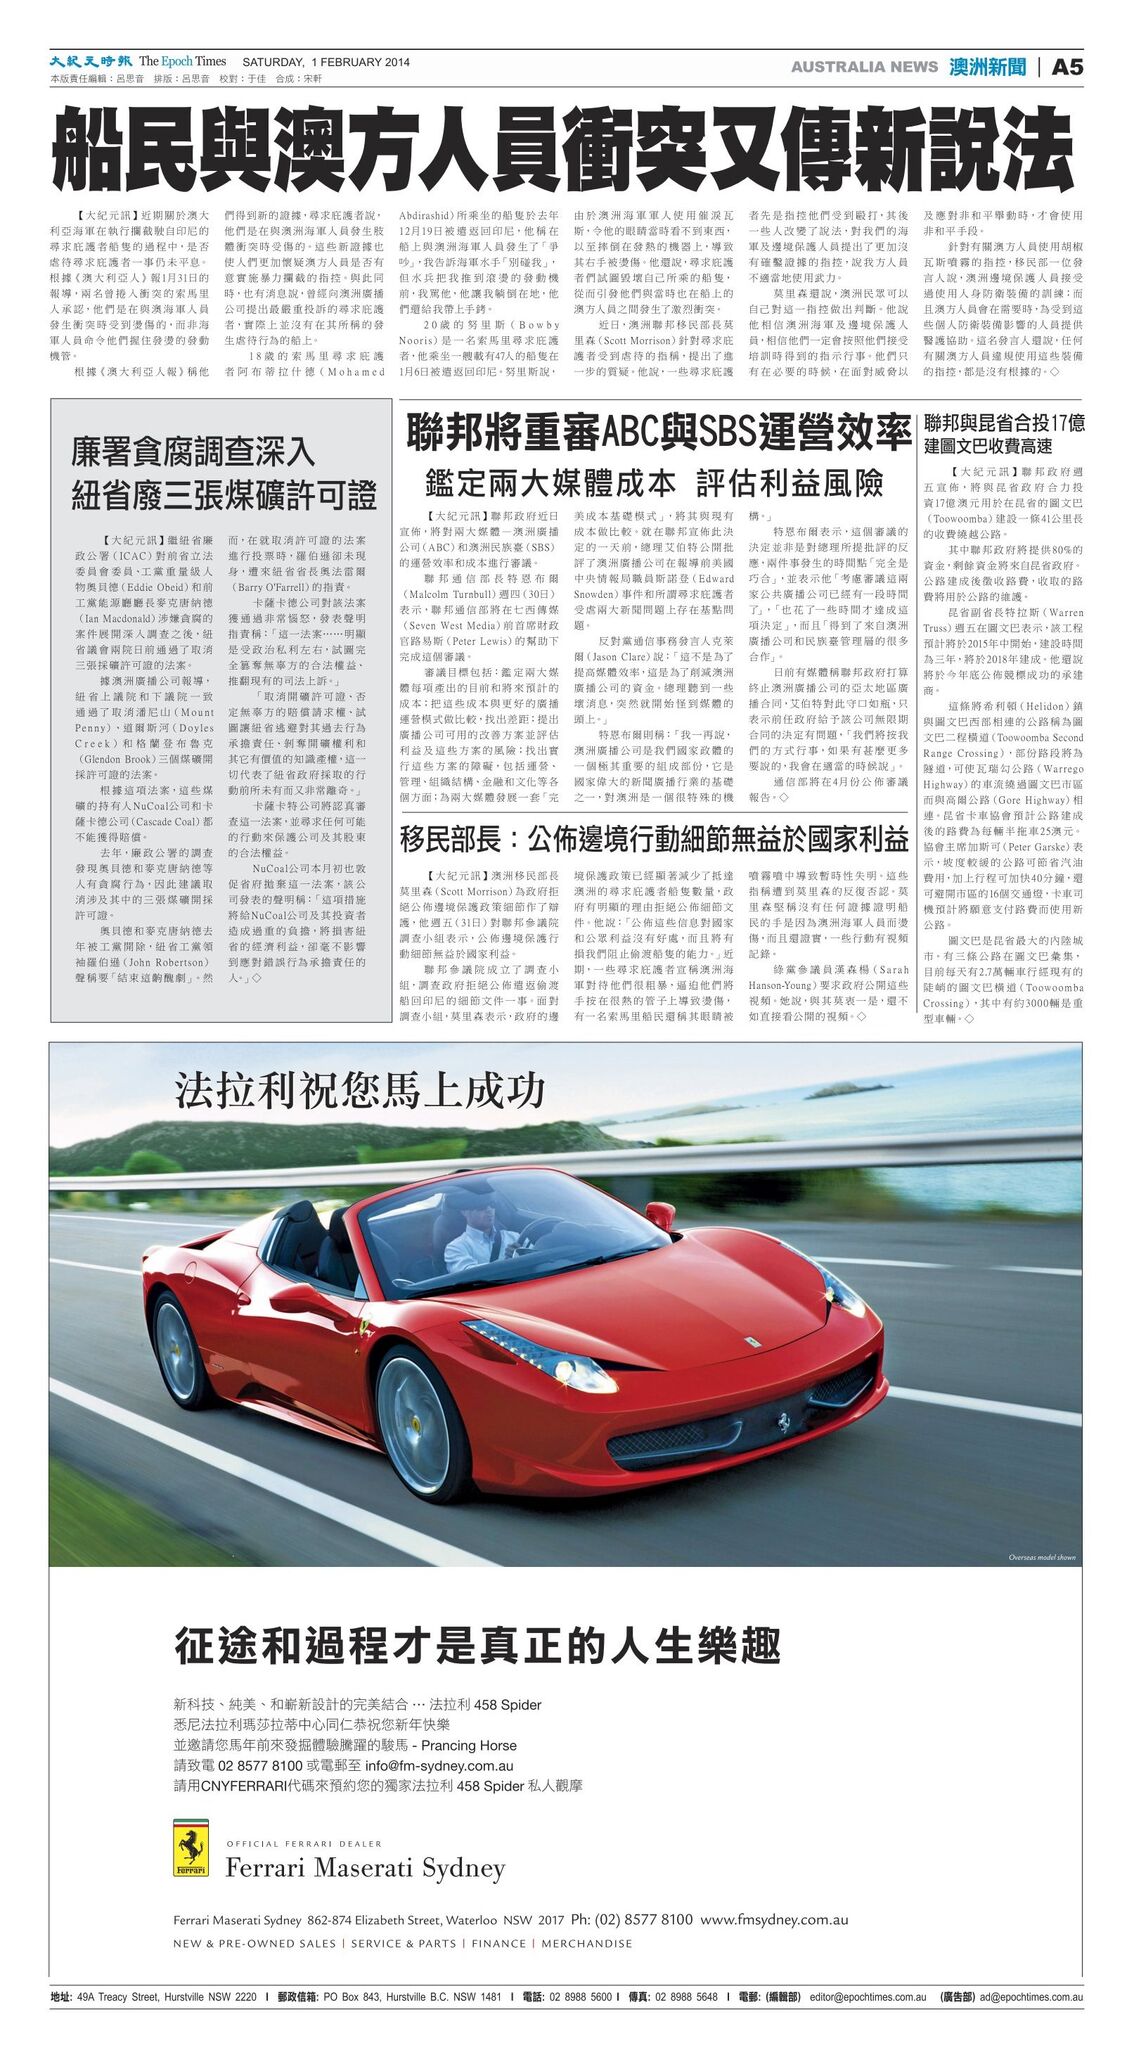 大紀元時報 The Epoch Times SATURDAY, 1 FEBRUARY 2014
本版責任編輯：呂思音 排版：呂思音 校對：于佳 合成：宋軒
AUSTRALIA NEWS 澳洲新聞 | A5
船民與澳方人員衝突又傳新說法
【大紀元訊】近期關於澳大
利亞海軍在執行攔截駛自印尼的
尋求庇護者船隻的過程中，是否
虐待尋求庇護者一事仍未平息。
根據《澳大利亞人》報1月31日的
報導，兩名曾捲入衝突的索馬里
人承認，他們是在與澳海軍人員
發生衝突時受到燙傷的，而非海
軍人員命令他們握住發燙的發動
機管。
根據《澳大利亞人報》稱他
們得到新的證據，尋求庇護者說，
他們是在與澳海軍人員發生肢
體衝突時受傷的。這些新證據也
使人們更加懷疑澳方人員是否有
意實施暴力攔截的指控。與此同
時，也有消息說，曾經向澳洲廣播
公司提出最嚴重投訴的尋求庇護
者，實際上並沒有在其所稱的發
生虐待行為的船上。
18歲的索馬里尋求庇護
者阿布蒂拉什德（Mohamed
Abdirashid）所乘坐的船隻於去年
12月19日被遣返回印尼，他稱在
船上與澳洲海軍人員發生了「爭
吵」，我告訴海軍水手「別碰我」，
但水兵把我推到滾燙的發動機
前，我罵他，他讓我躺倒在地，他
們還給我帶上手銬。
20歲的努里斯（Bowby
Nooris）是一名索馬里尋求庇護
者，他乘坐一艘載有47人的船隻在
1月6日被遣返回印尼。努里斯說，
由於澳洲海軍軍人使用催淚瓦
斯，令他的眼睛當時看不到東西，
以至摔倒在發熱的機器上，導致
其右手被燙傷。他還說，尋求庇護
者們試圖毀壞自己所乘的船隻，
從而引發他們與當時也在船上的
澳方人員之間發生了激烈衝突。
近日，澳洲聯邦移民部長莫
里森（Scott Morrison）針對尋求庇
護者受到虐待的指稱，提出了進
一步的質疑。他說，一些尋求庇護
者先是指控他們受到毆打，其後
一些人改變了說法，對我們的海
軍及邊境保護人員提出了更加沒
有確鑿證據的指控，說我方人員
不適當地使用武力。
莫里森還說，澳洲民眾可以
自己對這一指控做出判斷。他說
他相信澳洲海軍及邊境保護人
員，相信他們一定會按照他們接受
培訓時得到的指示行事。他們只
有在必要的時候，在面對威脅以
及應對非和平舉動時，才會使用
非和平手段。
針對有關澳方人員使用胡椒
瓦斯噴霧的指控，移民部一位發
言人說，澳洲邊境保護人員接受
過使用人身防衛裝備的訓練；而
且澳方人員會在需要時，為受到這
些個人防衛裝備影響的人員提供
醫護協助。這名發言人還說，任何
有關澳方人員違規使用這些裝備
的指控，都是沒有根據的。◇
廉署貪腐調查深入
紐省廢三張煤礦許可證
【大紀元訊】繼紐省廉
政公署（ICAC）對前省立法
委員會委員、工黨重量級人
物奧貝德（Eddie Obeid）和前
工黨能源廳廳長麥克唐納德
（Ian Macdonald）涉嫌貪腐的
案件展開深入調查之後，紐
省議會兩院日前通過了取消
三張採礦許可證的法案。
據澳洲廣播公司報導，
紐省上議院和下議院一致
通過了取消潘尼山（Mount
Penny）、道爾斯河（Doyles
Creek）和格蘭登布魯克
（Glendon Brook）三個煤礦開
採許可證的法案。
根據這項法案，這些煤
礦的持有人NuCoal公司和卡
薩卡德公司（Cascade Coal）都
不能獲得賠償。
去年，廉政公署的調查
發現奧貝德和麥克唐納德等
人有貪腐行為，因此建議取
消涉及其中的三張煤礦開採
許可證。
奧貝德和麥克唐納德去
年被工黨開除，紐省工黨領
袖羅伯遜（John Robertson）
聲稱要「結束這齣醜劇」。然
而，在就取消許可證的法案
進行投票時，羅伯遜卻未現
身，遭來紐省省長奧法雷爾
（Barry O'Farrell）的指責。
卡薩卡德公司對該法案
獲通過非常惱怒，發表聲明
指責稱：「這一法案……明顯
是受政治私利左右，試圖完
全篡奪無辜方的合法權益、
推翻現有的司法上訴。」
「取消開礦許可證、否
定無辜方的賠償請求權、試
圖讓紐省逃避對其過去行為
承擔責任、剝奪開礦權利和
其它有價值的知識產權，這一
切代表了紐省政府採取的行
動前所未有而又非常離奇。」
卡薩卡特公司將認真審
查這一法案，並尋求任何可能
的行動來保護公司及其股東
的合法權益。
NuCoal公司本月初也敦
促省府拋棄這一法案，該公
司發表的聲明稱：「這項措施
將給NuCoal公司及其投資者
造成過重的負擔，將損害紐
省的經濟利益，卻毫不影響
到應對錯誤行為承擔責任的
人。」◇
聯邦將重審ABC與SBS運營效率
鑑定兩大媒體成本 評估利益風險
【大紀元訊】聯邦政府近日
宣佈，將對兩大媒體－澳洲廣播
公司（ABC）和澳洲民族臺（SBS）
的運營效率和成本進行審議。
聯邦通信部長特恩布爾
（Malcolm Turnbull）週四（30日）
表示，聯邦通信部將在七西傳媒
（Seven West Media）前首席財政
官路易斯（Peter Lewis）的幫助下
完成這個審議。
審議目標包括：鑑定兩大媒
體每項產出的目前和將來預計的
成本；把這些成本與更好的廣播
運營模式做比較，找出差距；提出
廣播公司可用的改善方案並評估
利益及這些方案的風險；找出實
行這些方案的障礙，包括運營、
管理、組織結構、金融和文化等各
個方面；為兩大媒體發展一套「完
美成本基礎模式」，將其與現有
成本做比較。就在聯邦宣佈此決
定的一天前，總理艾伯特公開批
評了澳洲廣播公司在報導前美國
中央情報局職員斯諾登（Edward
Snowden）事件和所謂尋求庇護者
受虐兩大新聞問題上存在基點問
題。
反對黨通信事務發言人克萊
爾（Jason Clare）說：「這不是為了
提高媒體效率，這是為了削減澳洲
廣播公司的資金。總理聽到一些
壞消息，突然就開始怪到媒體的
頭上。」
特恩布爾則稱：「我一再說，
澳洲廣播公司是我們國家政體的
一個極其重要的組成部份，它是
國家偉大的新聞廣播行業的基礎
之一，對澳洲是一個很特殊的機
構。」
特恩布爾表示，這個審議的
決定並非是對總理所提批評的反
應，兩件事發生的時間點「完全是
巧合」，並表示他「考慮審議這兩
家公共廣播公司已經有一段時間
了」，「也花了一些時間才達成這
項決定」，而且「得到了來自澳洲
廣播公司和民族臺管理層的很多
合作」。
日前有媒體稱聯邦政府打算
終止澳洲廣播公司的亞太地區廣
播合同，艾伯特對此守口如瓶，只
表示前任政府給予該公司無限期
合同的決定有問題，「我們將按我
們的方式行事，如果有甚麼更多
要說的，我會在適當的時候說」。
通信部將在4月份公佈審議
報告。◇
移民部長：公佈邊境行動細節無益於國家利益
【大紀元訊】澳洲移民部長
莫里森（Scott Morrison）為政府拒
絕公佈邊境保護政策細節作了辯
護，他週五（31日）對聯邦參議院
調查小組表示，公佈邊境保護行
動細節無益於國家利益。
聯邦參議院成立了調查小
組，調查政府拒絕公佈遣返偷渡
船回印尼的細節文件一事。面對
調查小組，莫里森表示，政府的邊
境保護政策已經顯著減少了抵達
澳洲的尋求庇護者船隻數量，政
府有明顯的理由拒絕公佈細節文
件。他說：「公佈這些信息對國家
和公眾利益沒有好處，而且將有
損我們阻止偷渡船隻的能力。」近
期，一些尋求庇護者宣稱澳洲海
軍對待他們很粗暴，逼迫他們將
手按在很熱的管子上導致燙傷，
有一名索馬里船民還稱其眼睛被
噴霧噴中導致暫時性失明。這些
指稱遭到莫里森的反復否認。莫
里森堅稱沒有任何證據證明船
民的手是因為澳洲海軍人員而燙
傷，而且還證實，一些行動有視頻
記錄。
綠黨參議員漢森楊（Sarah
Hanson-Young）要求政府公開這些
視頻。她說，與其莫衷一是，還不
如直接看公開的視頻。◇
聯邦與昆省合投17億
建圖文巴收費高速
【大紀元訊】聯邦政府週
五宣佈，將與昆省政府合力投
資17億澳元用於在昆省的圖文巴
（Toowoomba）建設一條41公里長
的收費繞越公路。
其中聯邦政府將提供80%的
資金，剩餘資金將來自昆省政府。
公路建成後徵收路費，收取的路
費將用於公路的維護。
昆省副省長特拉斯（Warren
Truss）週五在圖文巴表示，該工程
預計將於2015年中開始，建設時間
為三年，將於2018年建成。他還說
將於今年底公佈競標成功的承建
商。
這條將希利頓（Helidon）鎮
與圖文巴西部相連的公路稱為圖
文巴二程橫道（Toowoomba Second
Range Crossing），部份路段將為
隧道，可使瓦瑞勾公路（Warrego
Highway）的車流繞過圖文巴市區
而與高爾公路（Gore Highway）相
連。昆省卡車協會預計公路建成
後的路費為每輛半拖車25澳元。
協會主席加斯可（Peter Garske）表
示，坡度較緩的公路可節省汽油
費用，加上行程可加快40分鐘，還
可避開市區的16個交通燈，卡車司
機預計將願意支付路費而使用新
公路。
圖文巴是昆省最大的內陸城
市。有三條公路在圖文巴彙集，
目前每天有2.7萬輛車行經現有的
陡峭的圖文巴橫道（Toowoomba
Crossing），其中有約3000輛是重
型車輛。◇
法拉利祝您馬上成功
Overseas model shown
征途和過程才是真正的人生樂趣
新科技、純美、和嶄新設計的完美結合 … 法拉利 458 Spider
悉尼法拉利瑪莎拉蒂中心同仁恭祝您新年快樂
並邀請您馬年前來發掘體驗騰躍的駿馬 - Prancing Horse
請致電 02 8577 8100 或電郵至 info@fm-sydney.com.au
請用CNYFERRARI代碼來預約您的獨家法拉利 458 Spider 私人觀摩
Ferrari
OFFICIAL FERRARI DEALER
Ferrari Maserati Sydney
Ferrari Maserati Sydney 862-874 Elizabeth Street, Waterloo NSW 2017 Ph: (02) 8577 8100 www.fmsydney.com.au
NEW & PRE-OWNED SALES | SERVICE & PARTS | FINANCE | MERCHANDISE
地址: 49A Treacy Street, Hurstville NSW 2220 I 郵政信箱: PO Box 843, Hurstville B.C. NSW 1481 I 電話: 02 8988 5600 I 傳真: 02 8988 5648 I 電郵: (編輯部) editor@epochtimes.com.au (廣告部) ad@epochtimes.com.au